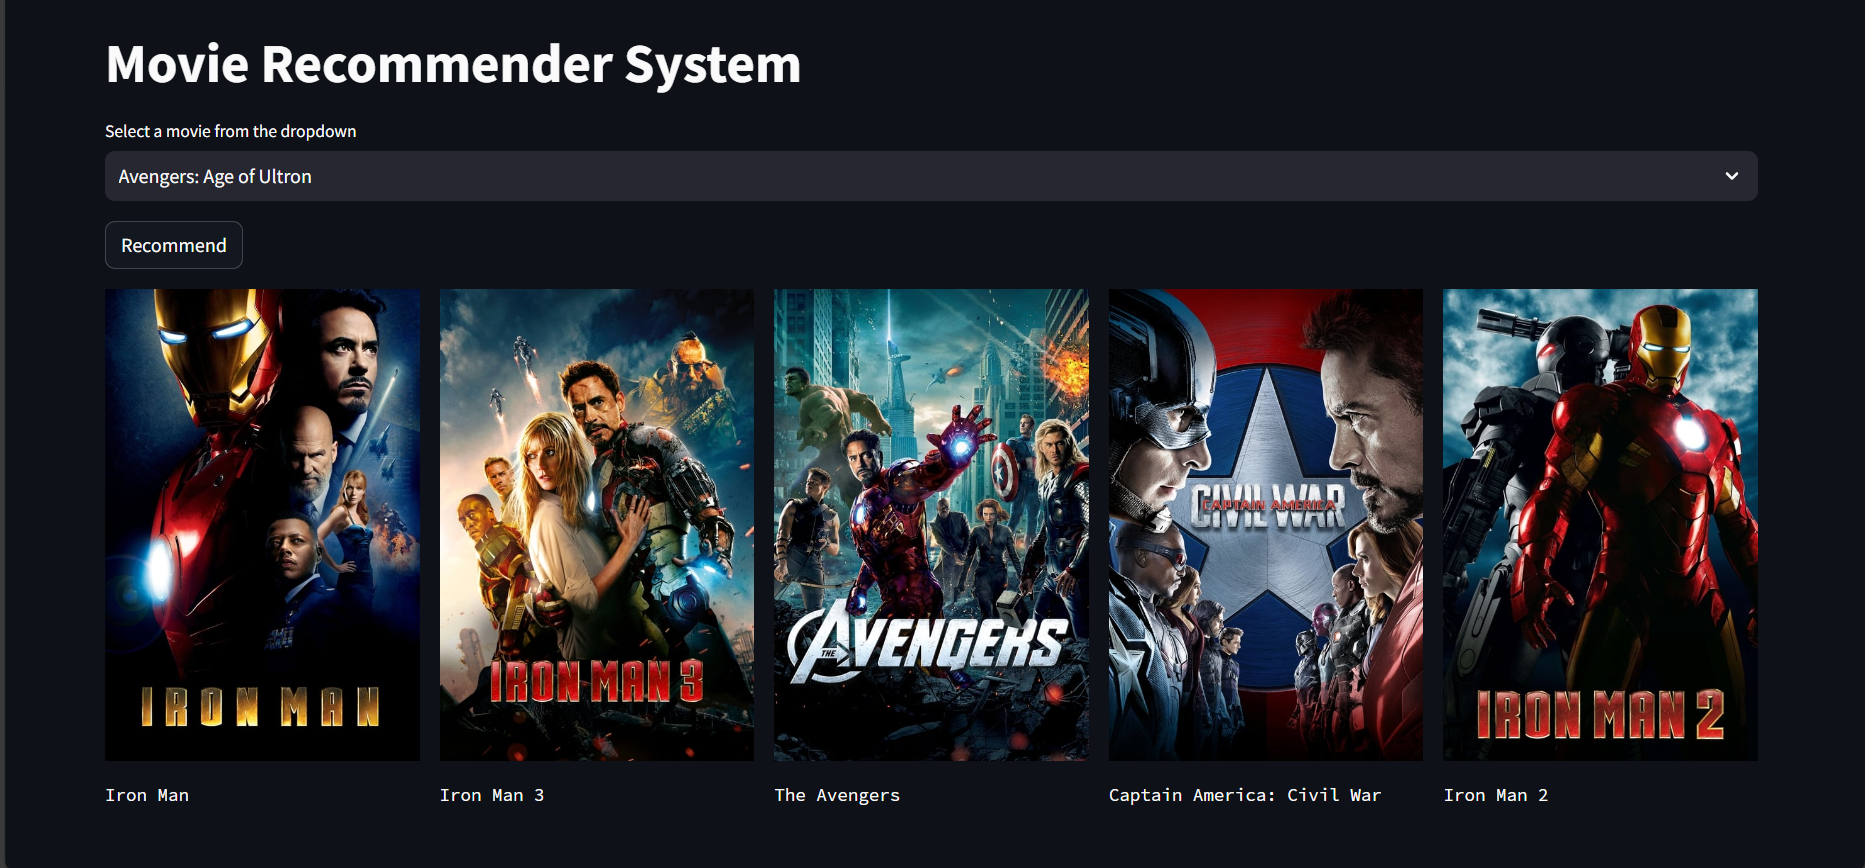 Movie Recommender System
Select a movie from the dropdown
Avengers: Age of Ultron
Recommend
IRON MAN
IRON MAN 3
THE AVENGERS
CAPTAIN AMERICA
CIVIL WAR
IRON MAN 2
Iron Man
Iron Man 3
The Avengers
Captain America: Civil War
Iron Man 2